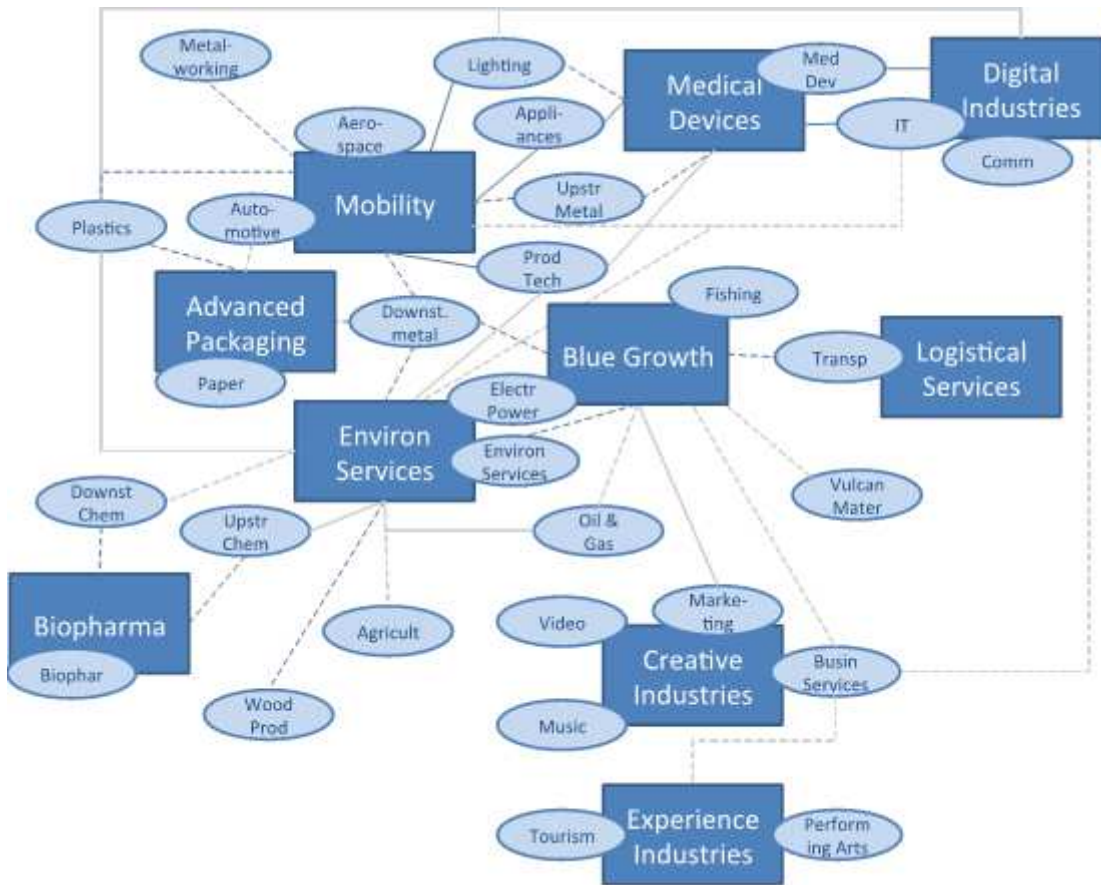 Metal-
working
Lighting
Medical
Devices
Med
Dev
Digital
Industries
Aero-
space
Appli-
ances
IT
Comm
Mobility
Upstr
Metal
Plastics
Auto-
motive
Prod
Tech
Advanced
Packaging
Downst.
metal
Fishing
Blue Growth
Transp
Logistical
Services
Paper
Electr
Power
Environ
Services
Environ
Services
Downst
Chem
Upstr
Chem
Oil &
Gas
Vulcan
Mater
Biopharma
Biophar
Agricult
Video
Marke-
ting
Creative
Industries
Busin
Services
Wood
Prod
Music
Tourism
Experience
Industries
Perform
ing Arts